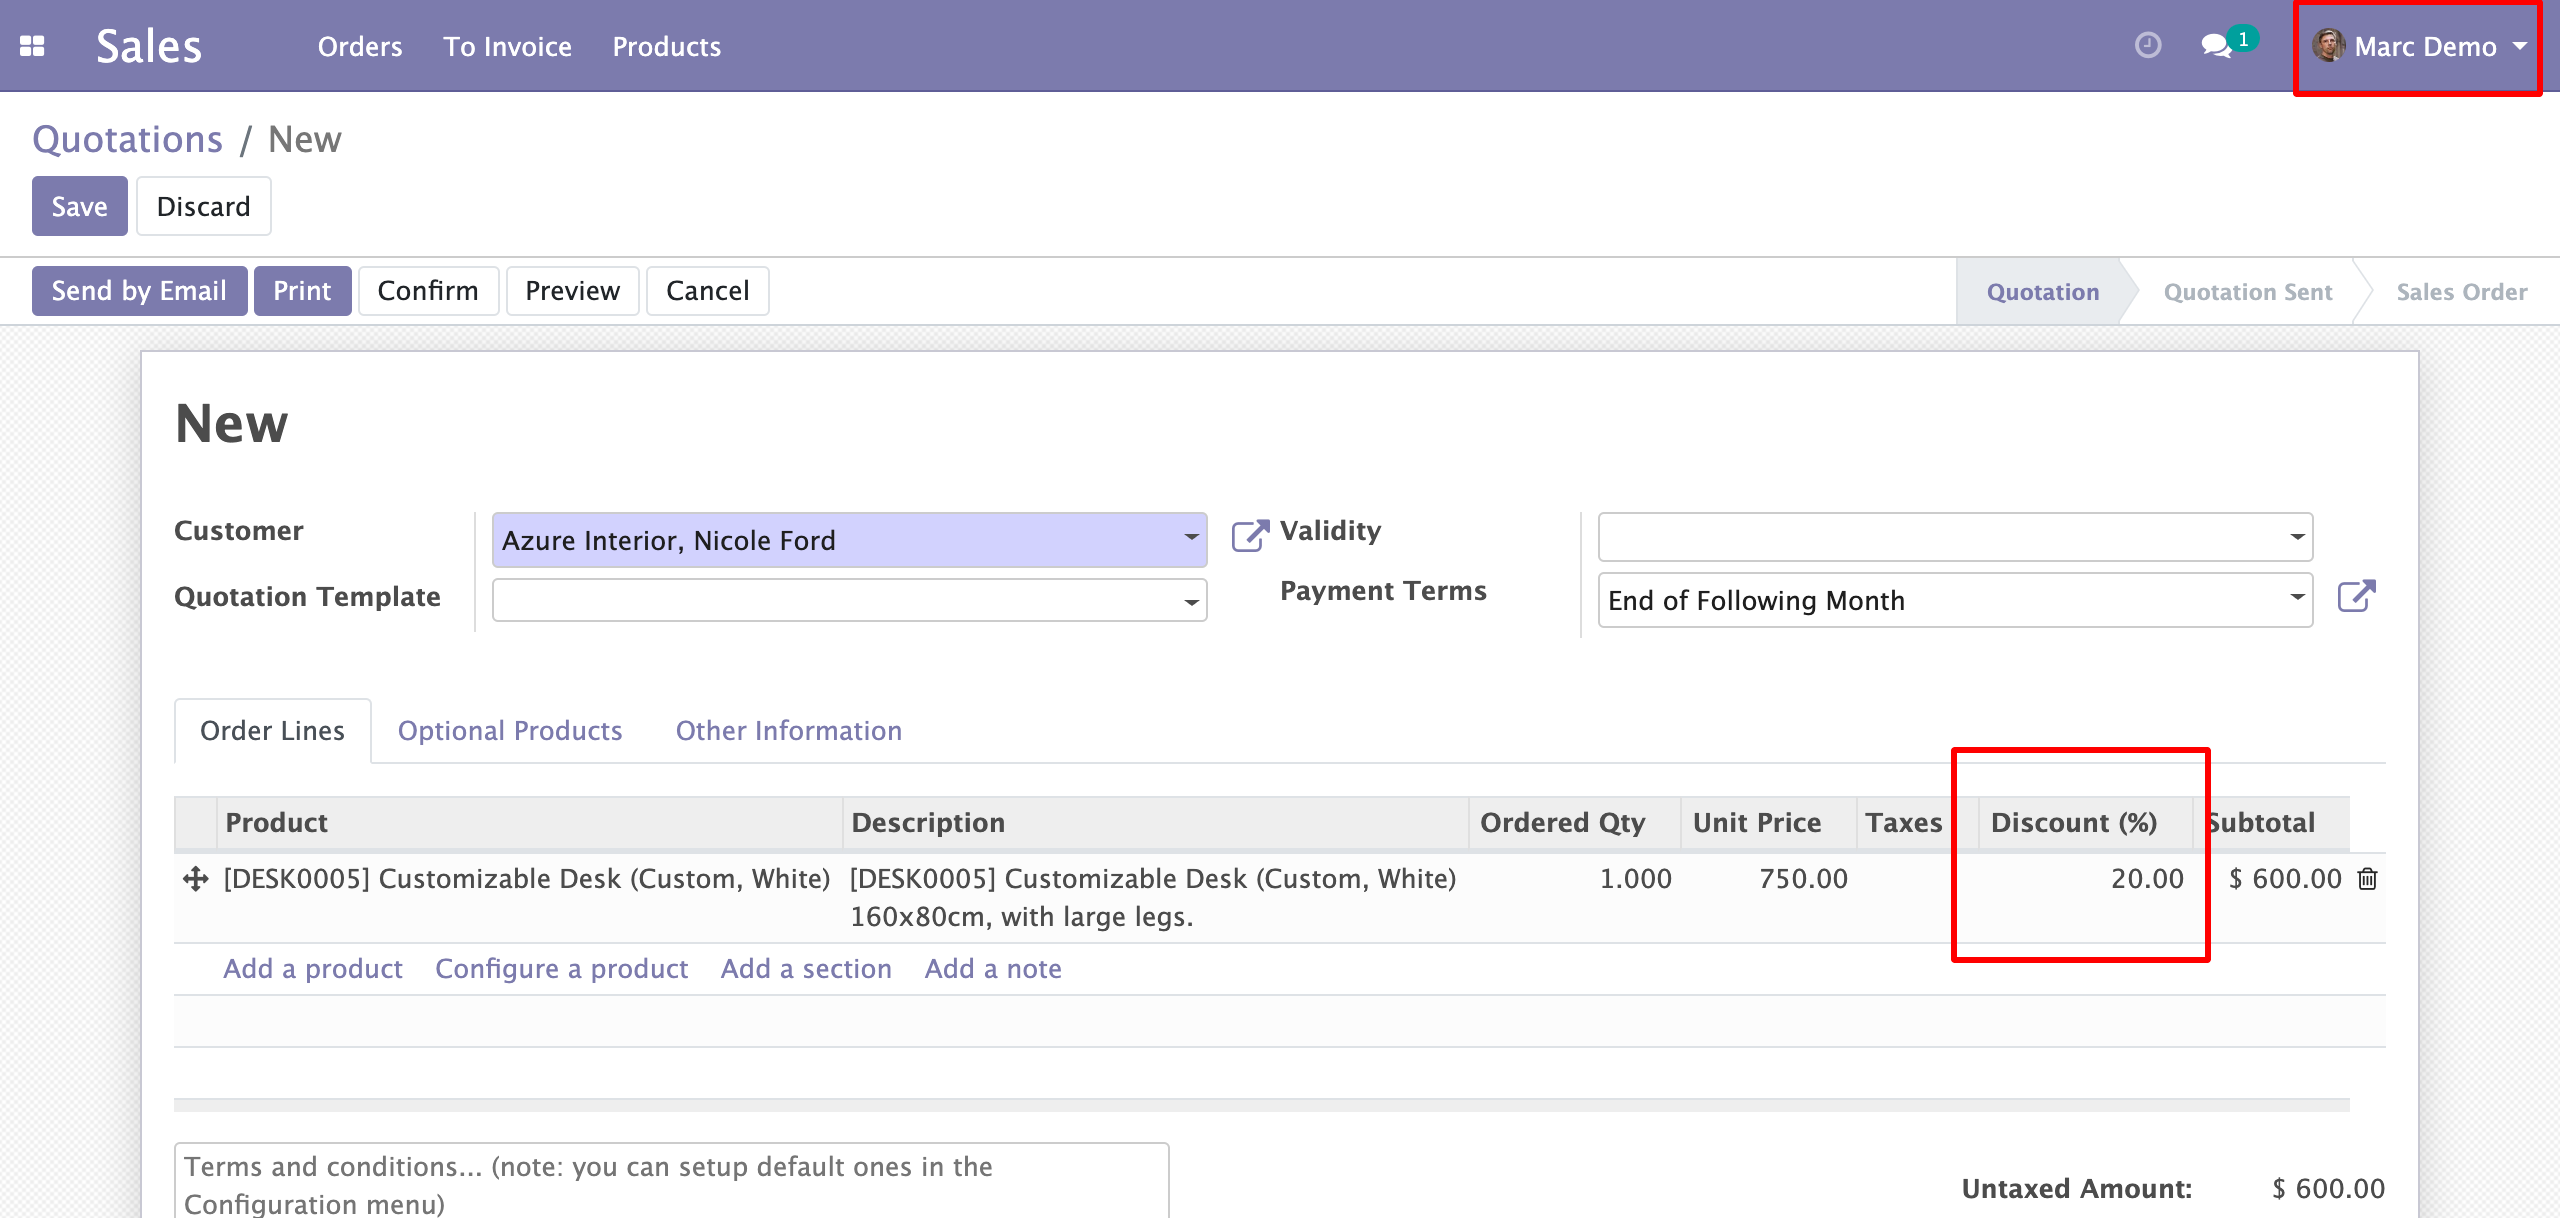 Sales Orders To Invoice Products 1 Marc Demo
Quotations / New
Save Discard
Send by Email Print Confirm Preview Cancel Quotation Quotation Sent Sales Order
New
Customer Azure Interior, Nicole Ford Validity
Quotation Template Payment Terms End of Following Month
Order Lines Optional Products Other Information
Product Description Ordered Qty Unit Price Taxes Discount (%) Subtotal
[DESK0005] Customizable Desk (Custom, White) [DESK0005] Customizable Desk (Custom, White) 1.000 750.00 20.00 $ 600.00
160x80cm, with large legs.
Add a product Configure a product Add a section Add a note
Terms and conditions... (note: you can setup default ones in the
Configuration menu)
Untaxed Amount: $ 600.00